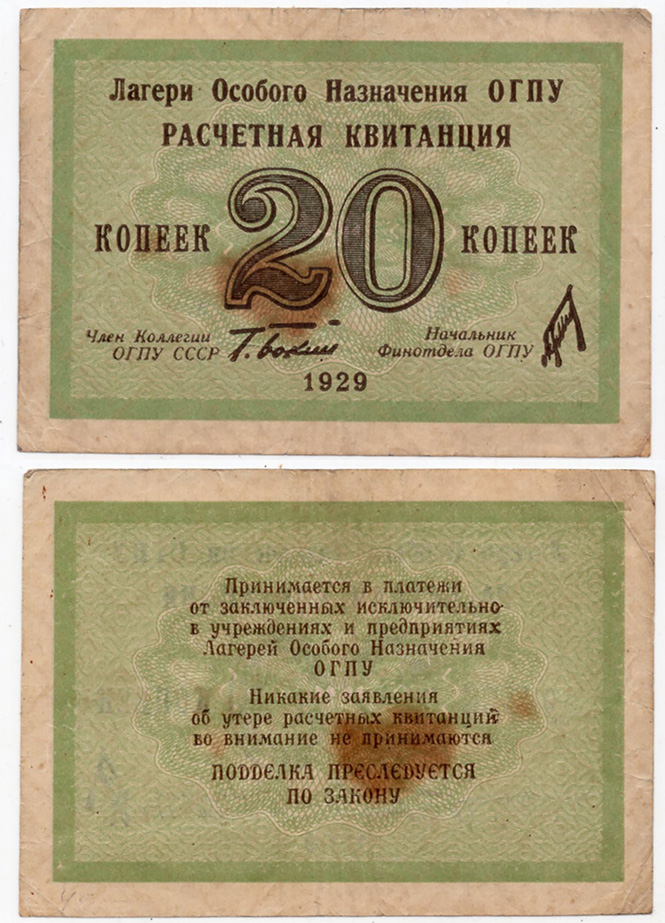 Лагери Особого Назначения ОГПУ
РАСЧЕТНАЯ КВИТАНЦИЯ
КОПЕЕК 20 КОПЕЕК
Член Коллегии
ОГПУ СССР
Начальник
Финотдела ОГПУ
1929
Принимается в платежи
от заключенных исключительно
в учреждениях и предприятиях
Лагерей Особого Назначения
ОГПУ
Никакие заявления
об утере расчетных квитанций
во внимание не принимаются
ПОДДЕЛКА ПРЕСЛЕДУЕТСЯ
ПО ЗАКОНУ